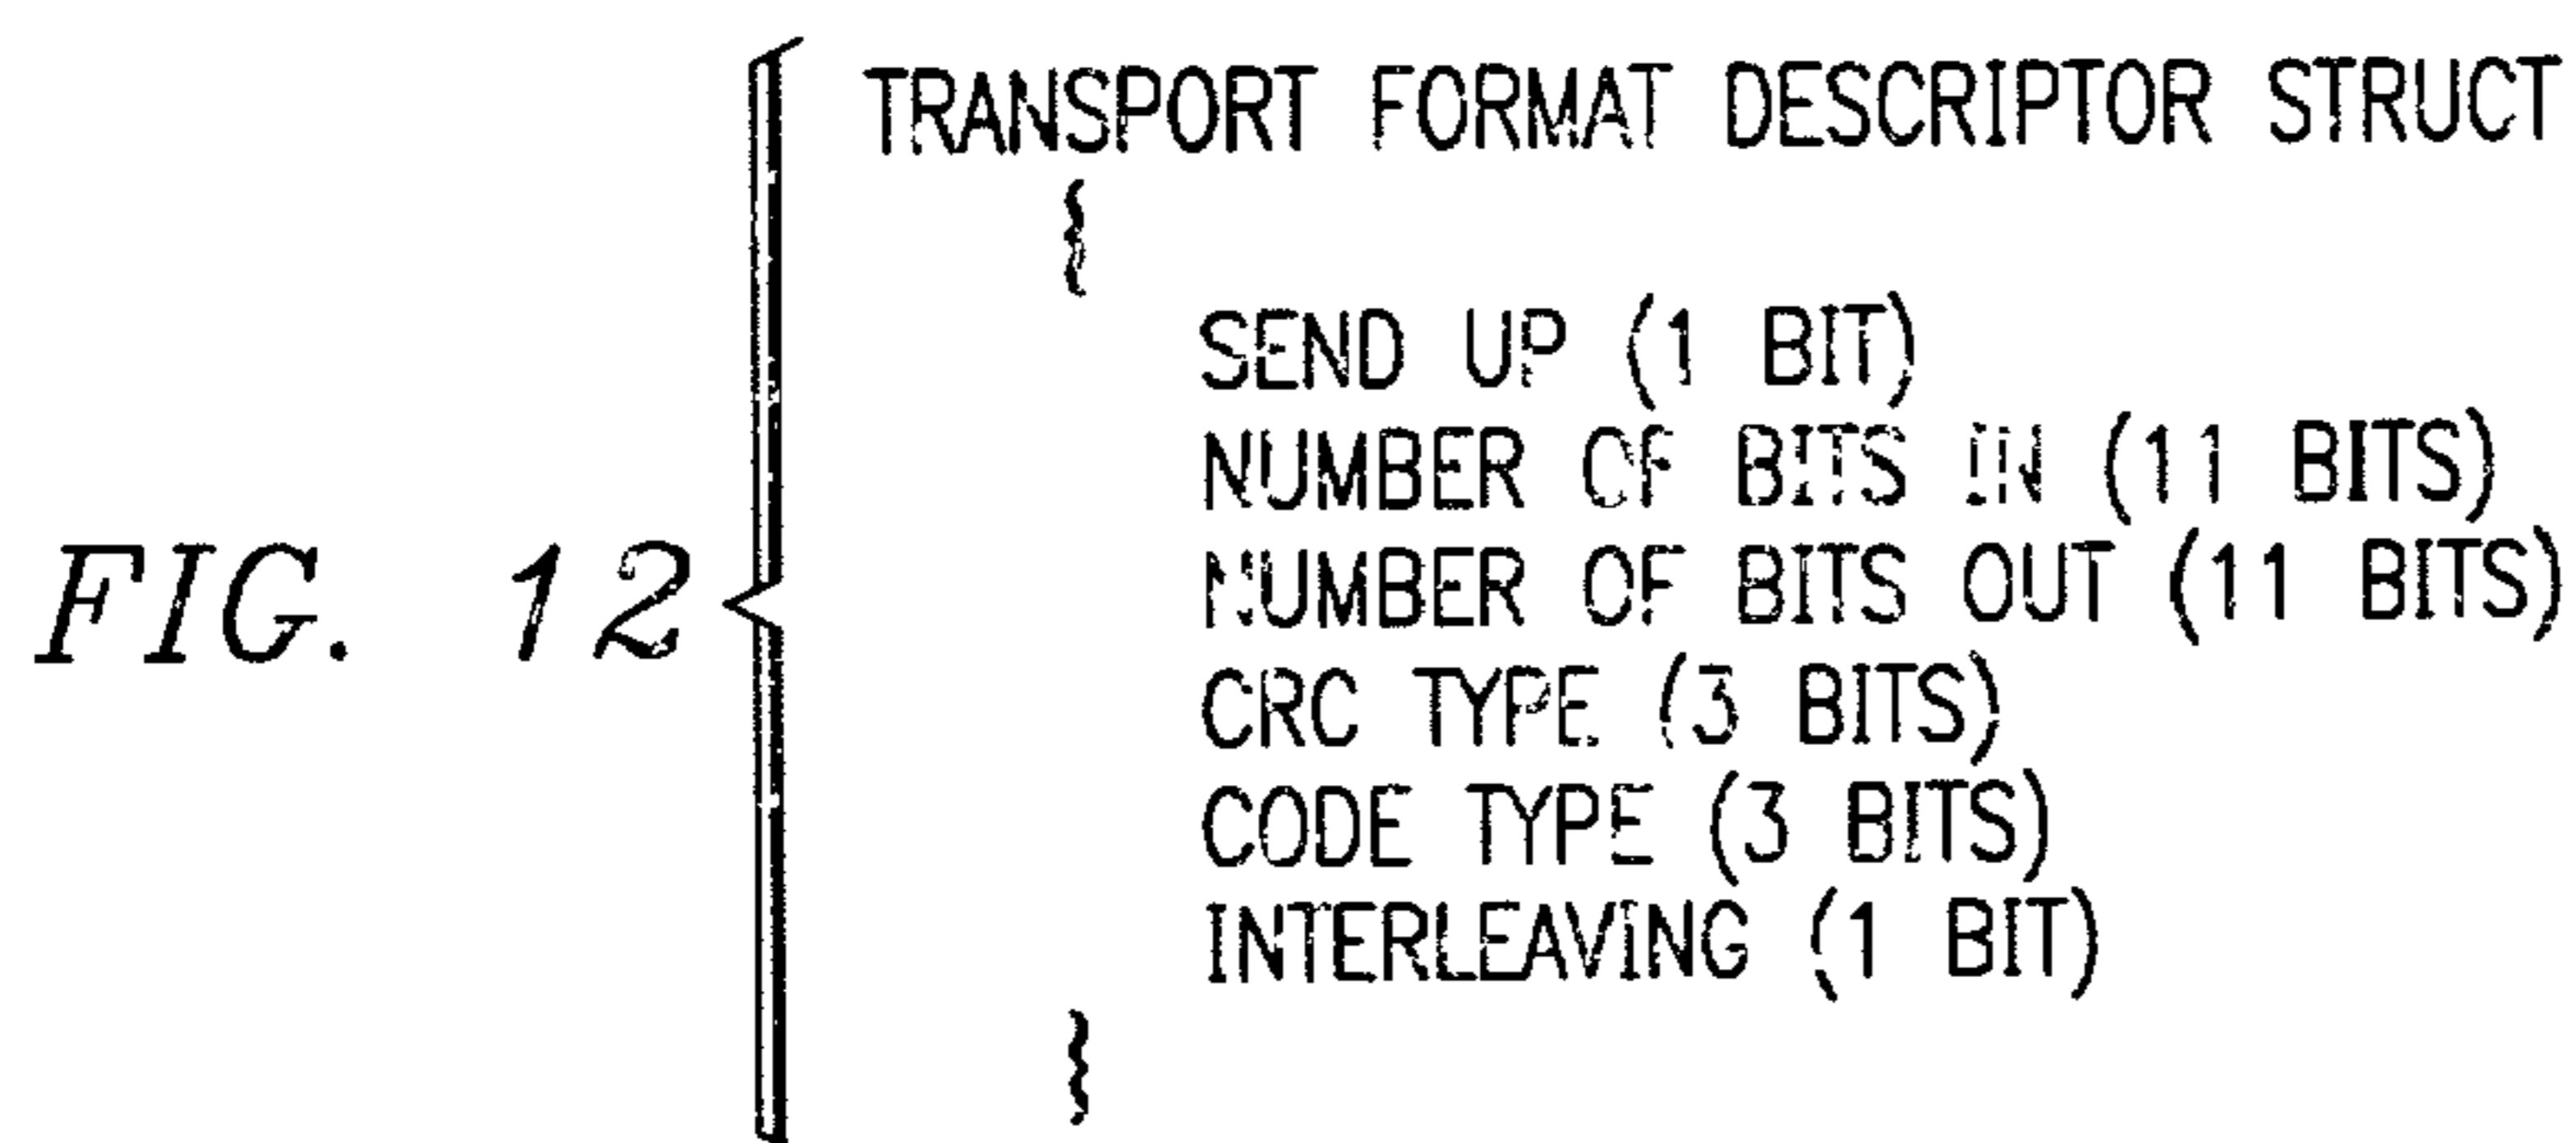 TRANSPORT FORMAT DESCRIPTOR STRUCT
{
SEND UP (1 BIT)
NUMBER OF BITS IN (11 BITS)
NUMBER OF BITS OUT (11 BITS)
CRC TYPE (3 BITS)
CODE TYPE (3 BITS)
INTERLEAVING (1 BIT)
}
FIG. 12